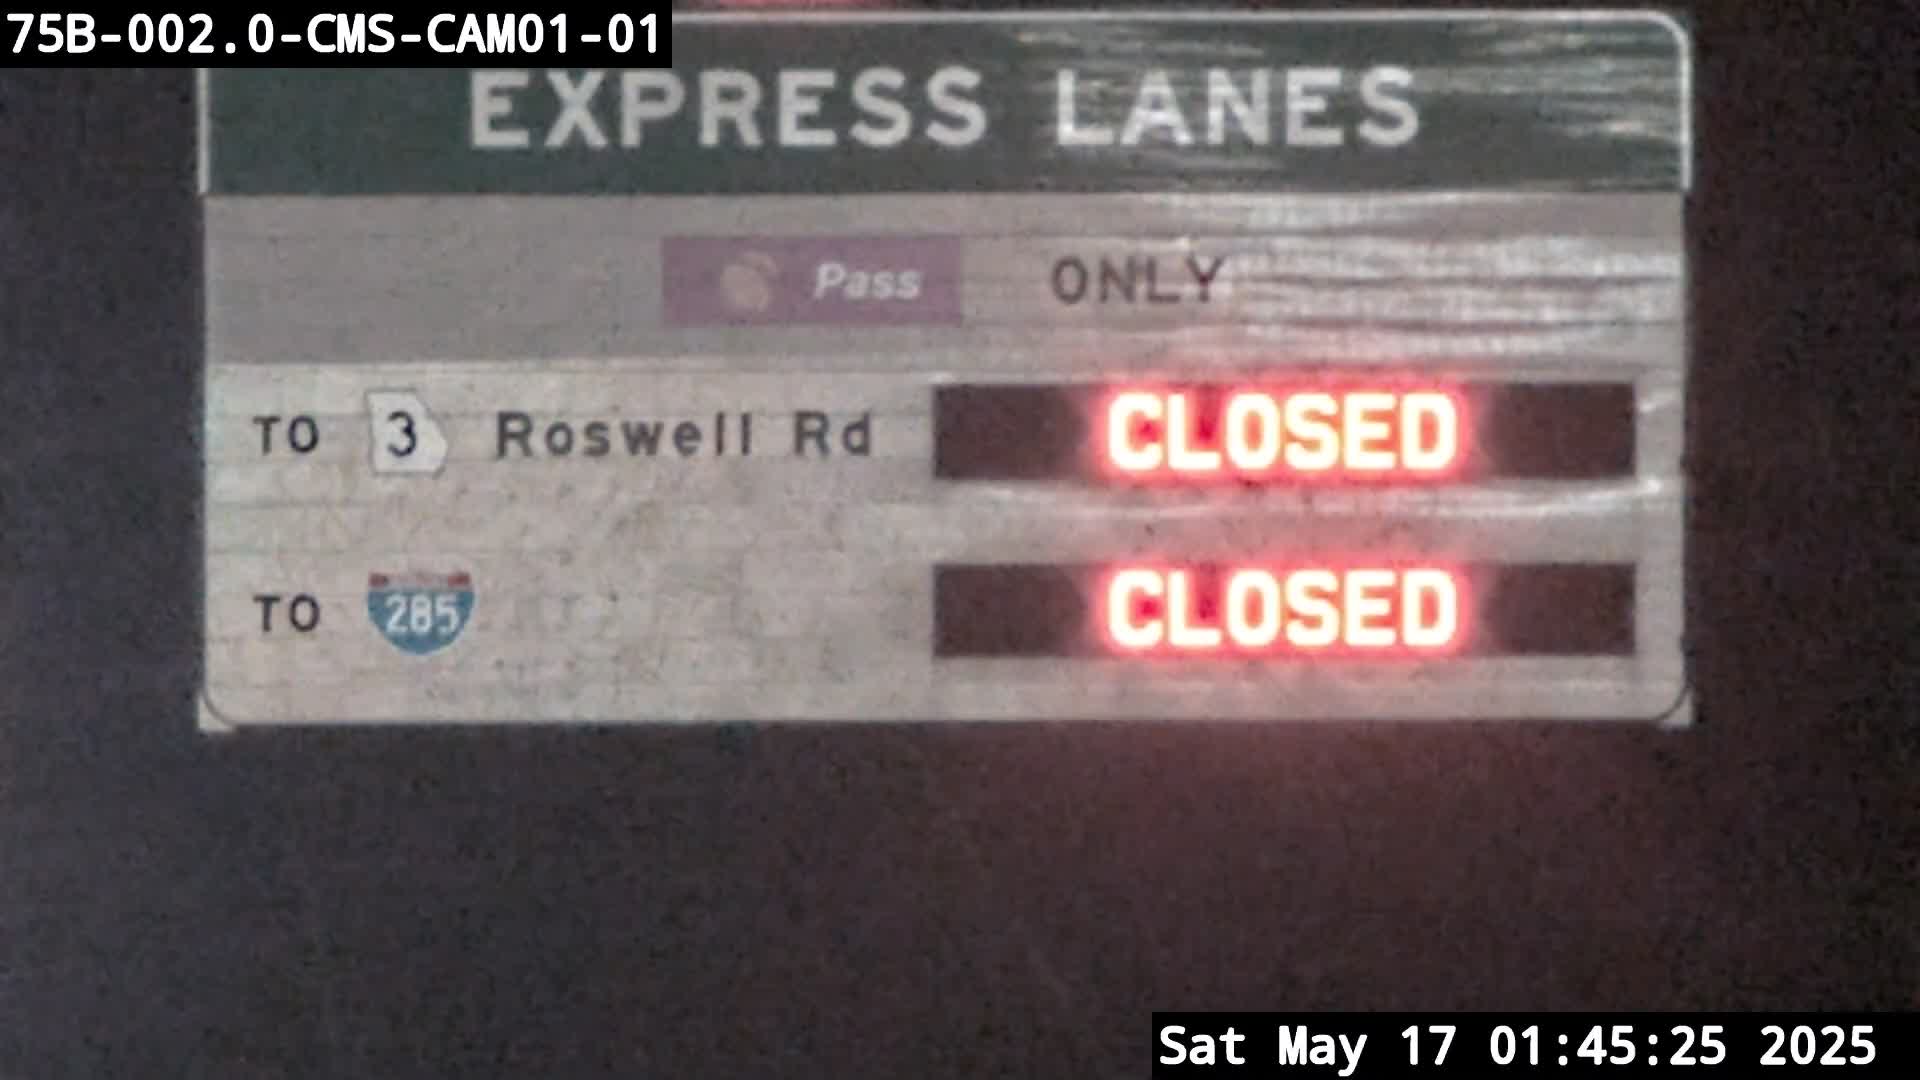 75B-002.0-CMS-CAM01-01
EXPRESS LANES
Pass ONLY
TO 3 Roswell Rd CLOSED
TO 285 CLOSED
Sat May 17 01:45:25 2025